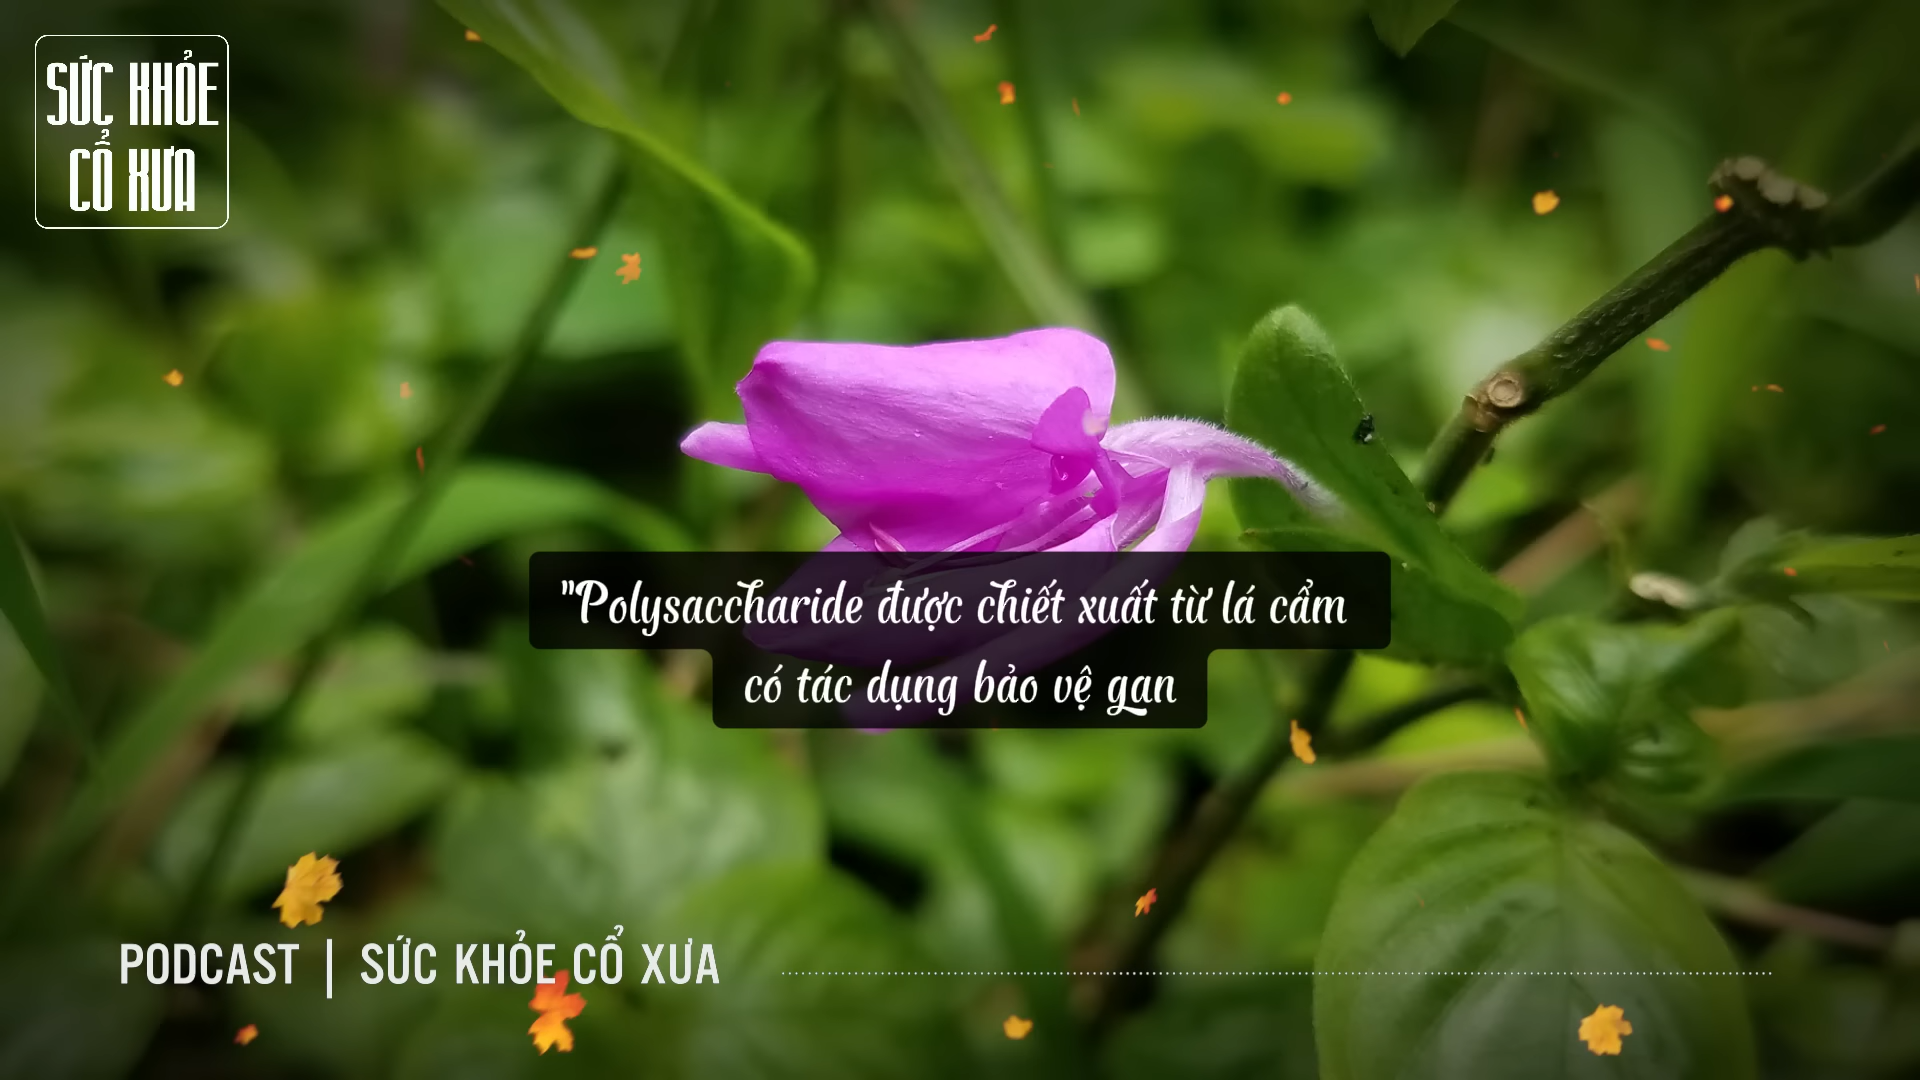 SỨC KHỎE
CỔ XƯA
"Polysaccharide được chiết xuất từ lá cẩm
có tác dụng bảo vệ gan
PODCAST | SỨC KHỎE CỔ XƯA